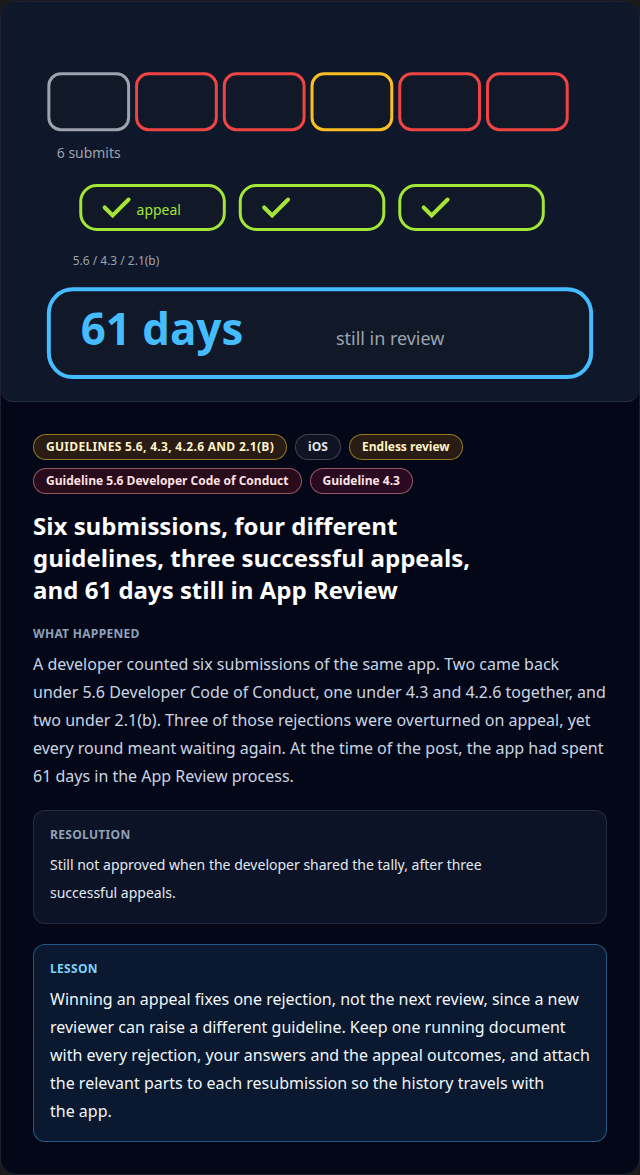 6 submits
appeal
5.6 / 4.3 / 2.1(b)
61 days
still in review
GUIDELINES 5.6, 4.3, 4.2.6 AND 2.1(B)
iOS
Endless review
Guideline 5.6 Developer Code of Conduct
Guideline 4.3
Six submissions, four different
guidelines, three successful appeals,
and 61 days still in App Review
WHAT HAPPENED
A developer counted six submissions of the same app. Two came back
under 5.6 Developer Code of Conduct, one under 4.3 and 4.2.6 together, and
two under 2.1(b). Three of those rejections were overturned on appeal, yet
every round meant waiting again. At the time of the post, the app had spent
61 days in the App Review process.
RESOLUTION
Still not approved when the developer shared the tally, after three
successful appeals.
LESSON
Winning an appeal fixes one rejection, not the next review, since a new
reviewer can raise a different guideline. Keep one running document
with every rejection, your answers and the appeal outcomes, and attach
the relevant parts to each resubmission so the history travels with
the app.